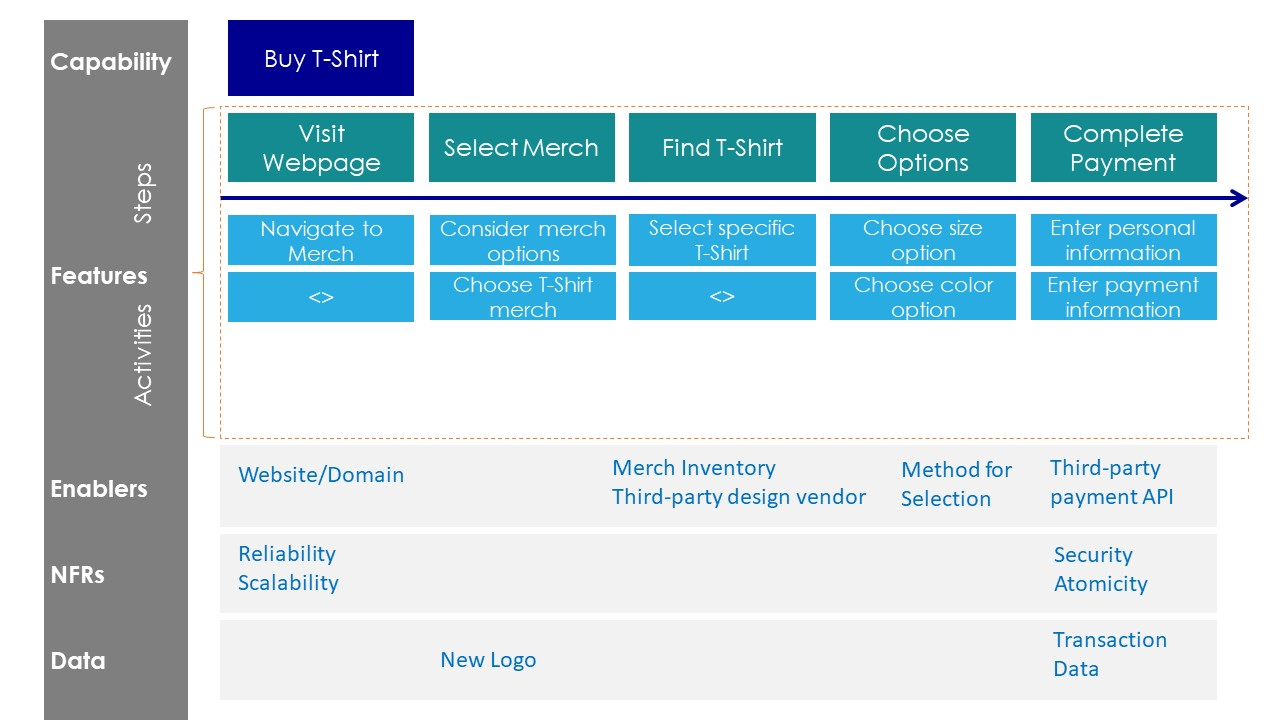 Capability
Buy T-Shirt
Steps
Visit
Webpage
Select Merch
Find T-Shirt
Choose
Options
Complete
Payment
Features
Activities
Navigate to
Merch
Consider merch
options
Select specific
T-Shirt
Choose size
option
Enter personal
information
<>
Choose T-Shirt
merch
<>
Choose color
option
Enter payment
information
Enablers
Website/Domain
Merch Inventory
Third-party design vendor
Method for
Selection
Third-party
payment API
NFRs
Reliability
Scalability
Security
Atomicity
Data
New Logo
Transaction
Data